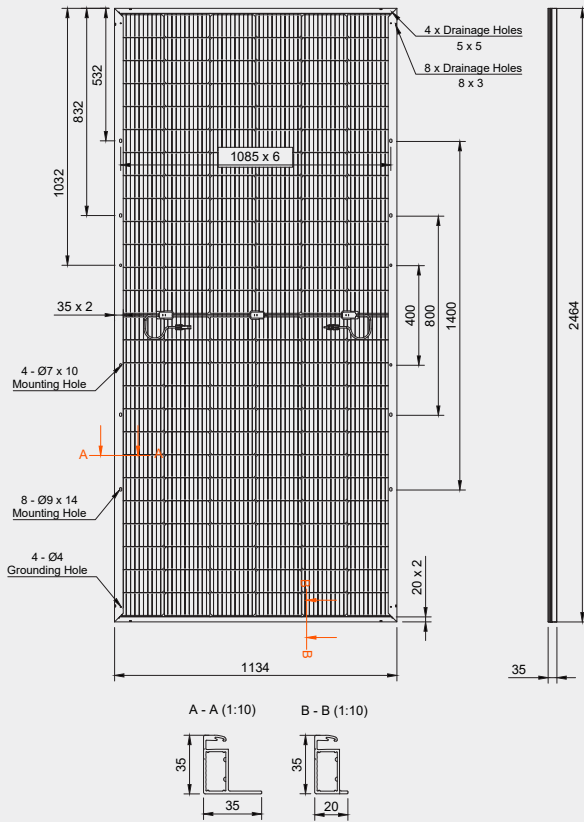 4 x Drainage Holes
5 x 5
8 x Drainage Holes
8 x 3
532
832
1032
1085 x 6
35 x 2
400
800
1400
2464
4 - Ø7 x 10
Mounting Hole
A
A
8 - Ø9 x 14
Mounting Hole
4 - Ø4
Grounding Hole
B
20 x 2
B
1134
35
A - A (1:10)
B - B (1:10)
35
35
35
20